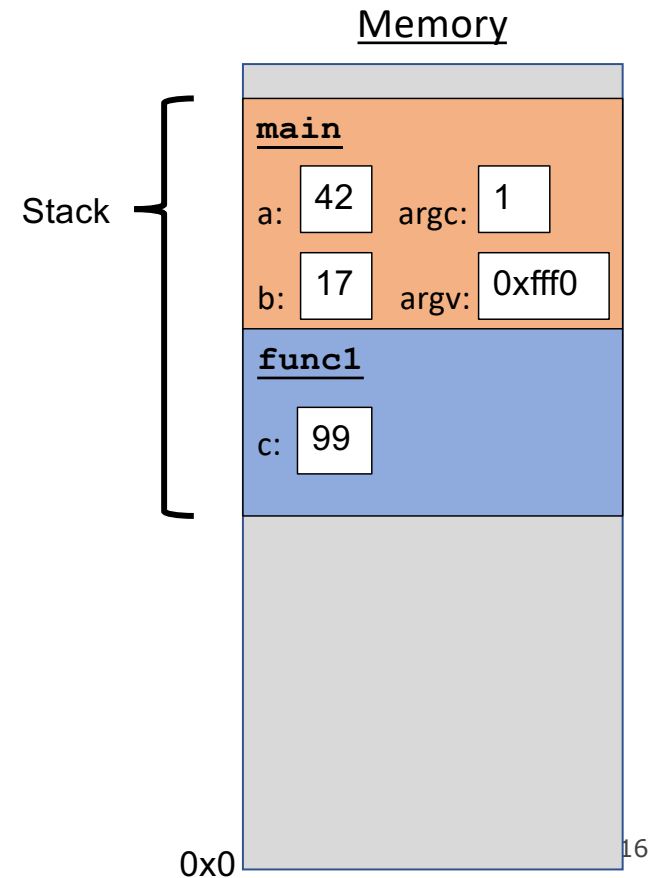 Memory
Stack
main
a: 42 argc: 1
b: 17 argv: 0xfff0
func1
c: 99
0x0
16